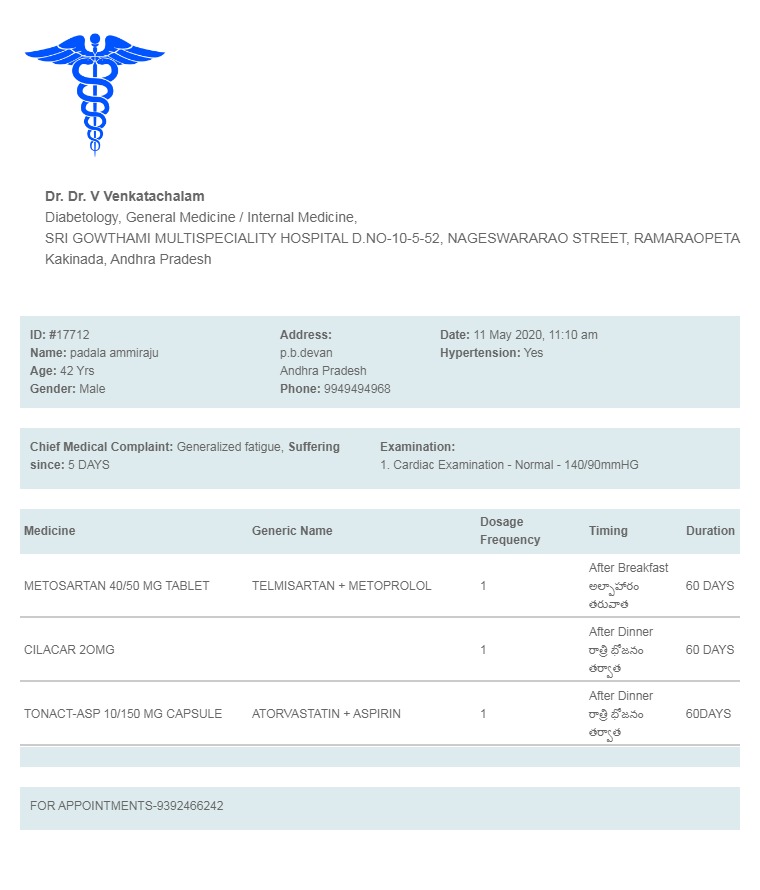 Dr. Dr. V Venkatachalam
Diabetology, General Medicine / Internal Medicine,
SRI GOWTHAMI MULTISPECIALITY HOSPITAL D.NO-10-5-52, NAGESWARARAO STREET, RAMARAOPETA
Kakinada, Andhra Pradesh
ID: #17712
Name: padala ammiraju
Age: 42 Yrs
Gender: Male
Address:
p.b.devan
Andhra Pradesh
Phone: 9949494968
Date: 11 May 2020, 11:10 am
Hypertension: Yes
Chief Medical Complaint: Generalized fatigue, Suffering
since: 5 DAYS
Examination:
1. Cardiac Examination - Normal - 140/90mmHG
Medicine Generic Name Dosage Frequency Timing Duration
METOSARTAN 40/50 MG TABLET TELMISARTAN + METOPROLOL 1 After Breakfast
అల్పాహారం
తరువాత 60 DAYS
CILACAR 2OMG 1 After Dinner
రాత్రి భోజనం
తర్వాత 60 DAYS
TONACT-ASP 10/150 MG CAPSULE ATORVASTATIN + ASPIRIN 1 After Dinner
రాత్రి భోజనం
తర్వాత 60DAYS
FOR APPOINTMENTS-9392466242